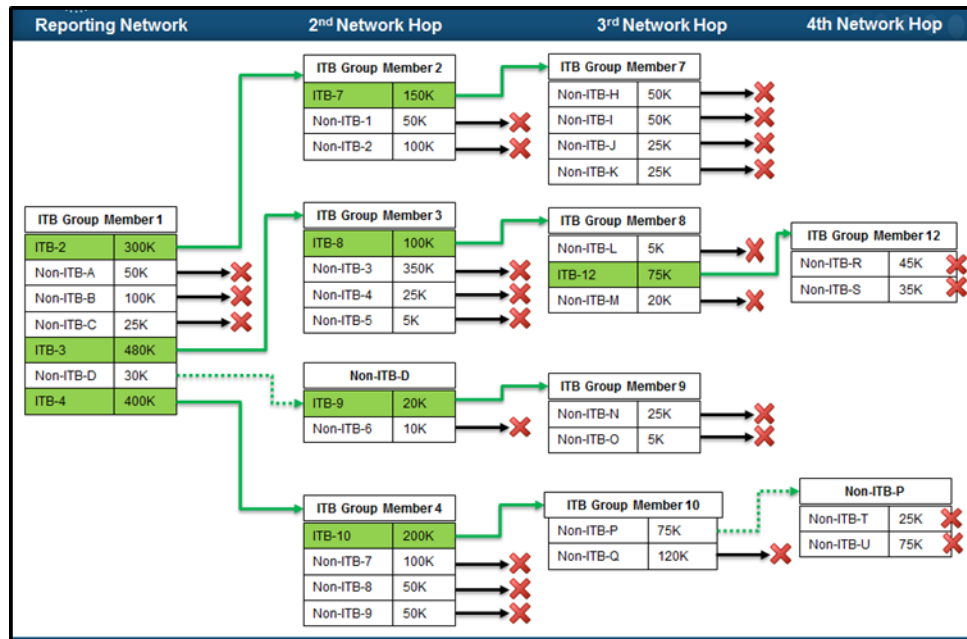 Reporting Network
2nd Network Hop
3rd Network Hop
4th Network Hop
ITB Group Member 1
ITB-2 300K
Non-ITB-A 50K
Non-ITB-B 100K
Non-ITB-C 25K
ITB-3 480K
Non-ITB-D 30K
ITB-4 400K
ITB Group Member 2
ITB-7 150K
Non-ITB-1 50K
Non-ITB-2 100K
ITB Group Member 3
ITB-8 100K
Non-ITB-3 350K
Non-ITB-4 25K
Non-ITB-5 5K
Non-ITB-D
ITB-9 20K
Non-ITB-6 10K
ITB Group Member 4
ITB-10 200K
Non-ITB-7 100K
Non-ITB-8 50K
Non-ITB-9 50K
ITB Group Member 7
Non-ITB-H 50K
Non-ITB-I 50K
Non-ITB-J 25K
Non-ITB-K 25K
ITB Group Member 8
Non-ITB-L 5K
ITB-12 75K
Non-ITB-M 20K
ITB Group Member 9
Non-ITB-N 25K
Non-ITB-O 5K
ITB Group Member 10
Non-ITB-P 75K
Non-ITB-Q 120K
ITB Group Member 12
Non-ITB-R 45K
Non-ITB-S 35K
Non-ITB-P
Non-ITB-T 25K
Non-ITB-U 75K